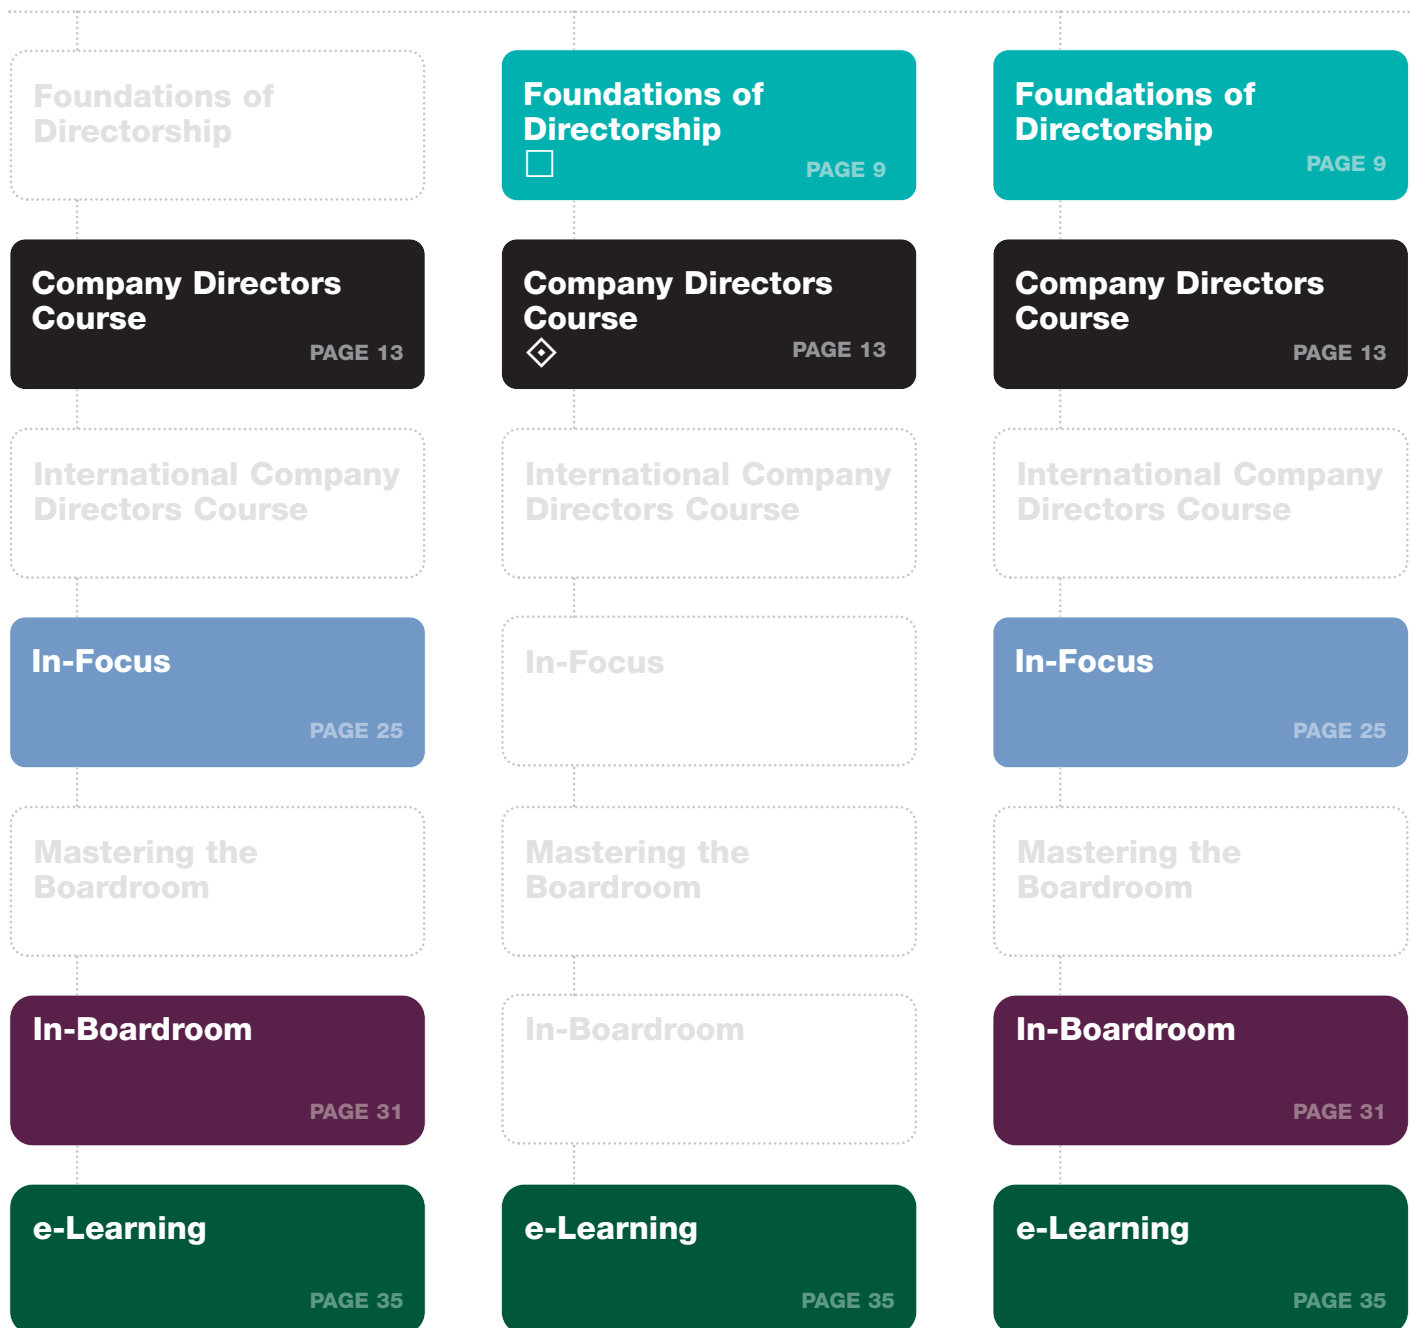 Foundations of
Directorship
Foundations of
Directorship
PAGE 9
Foundations of
Directorship
PAGE 9
Company Directors
Course
PAGE 13
Company Directors
Course
PAGE 13
Company Directors
Course
PAGE 13
International Company
Directors Course
International Company
Directors Course
International Company
Directors Course
In-Focus
PAGE 25
In-Focus
In-Focus
PAGE 25
Mastering the
Boardroom
Mastering the
Boardroom
Mastering the
Boardroom
In-Boardroom
PAGE 31
In-Boardroom
In-Boardroom
PAGE 31
e-Learning
PAGE 35
e-Learning
PAGE 35
e-Learning
PAGE 35